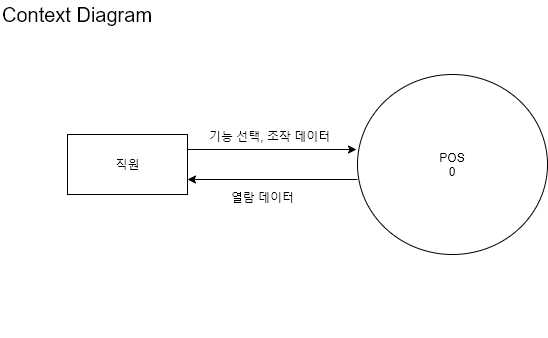 Context Diagram
기능 선택, 조작 데이터
직원
POS
0
열람 데이터